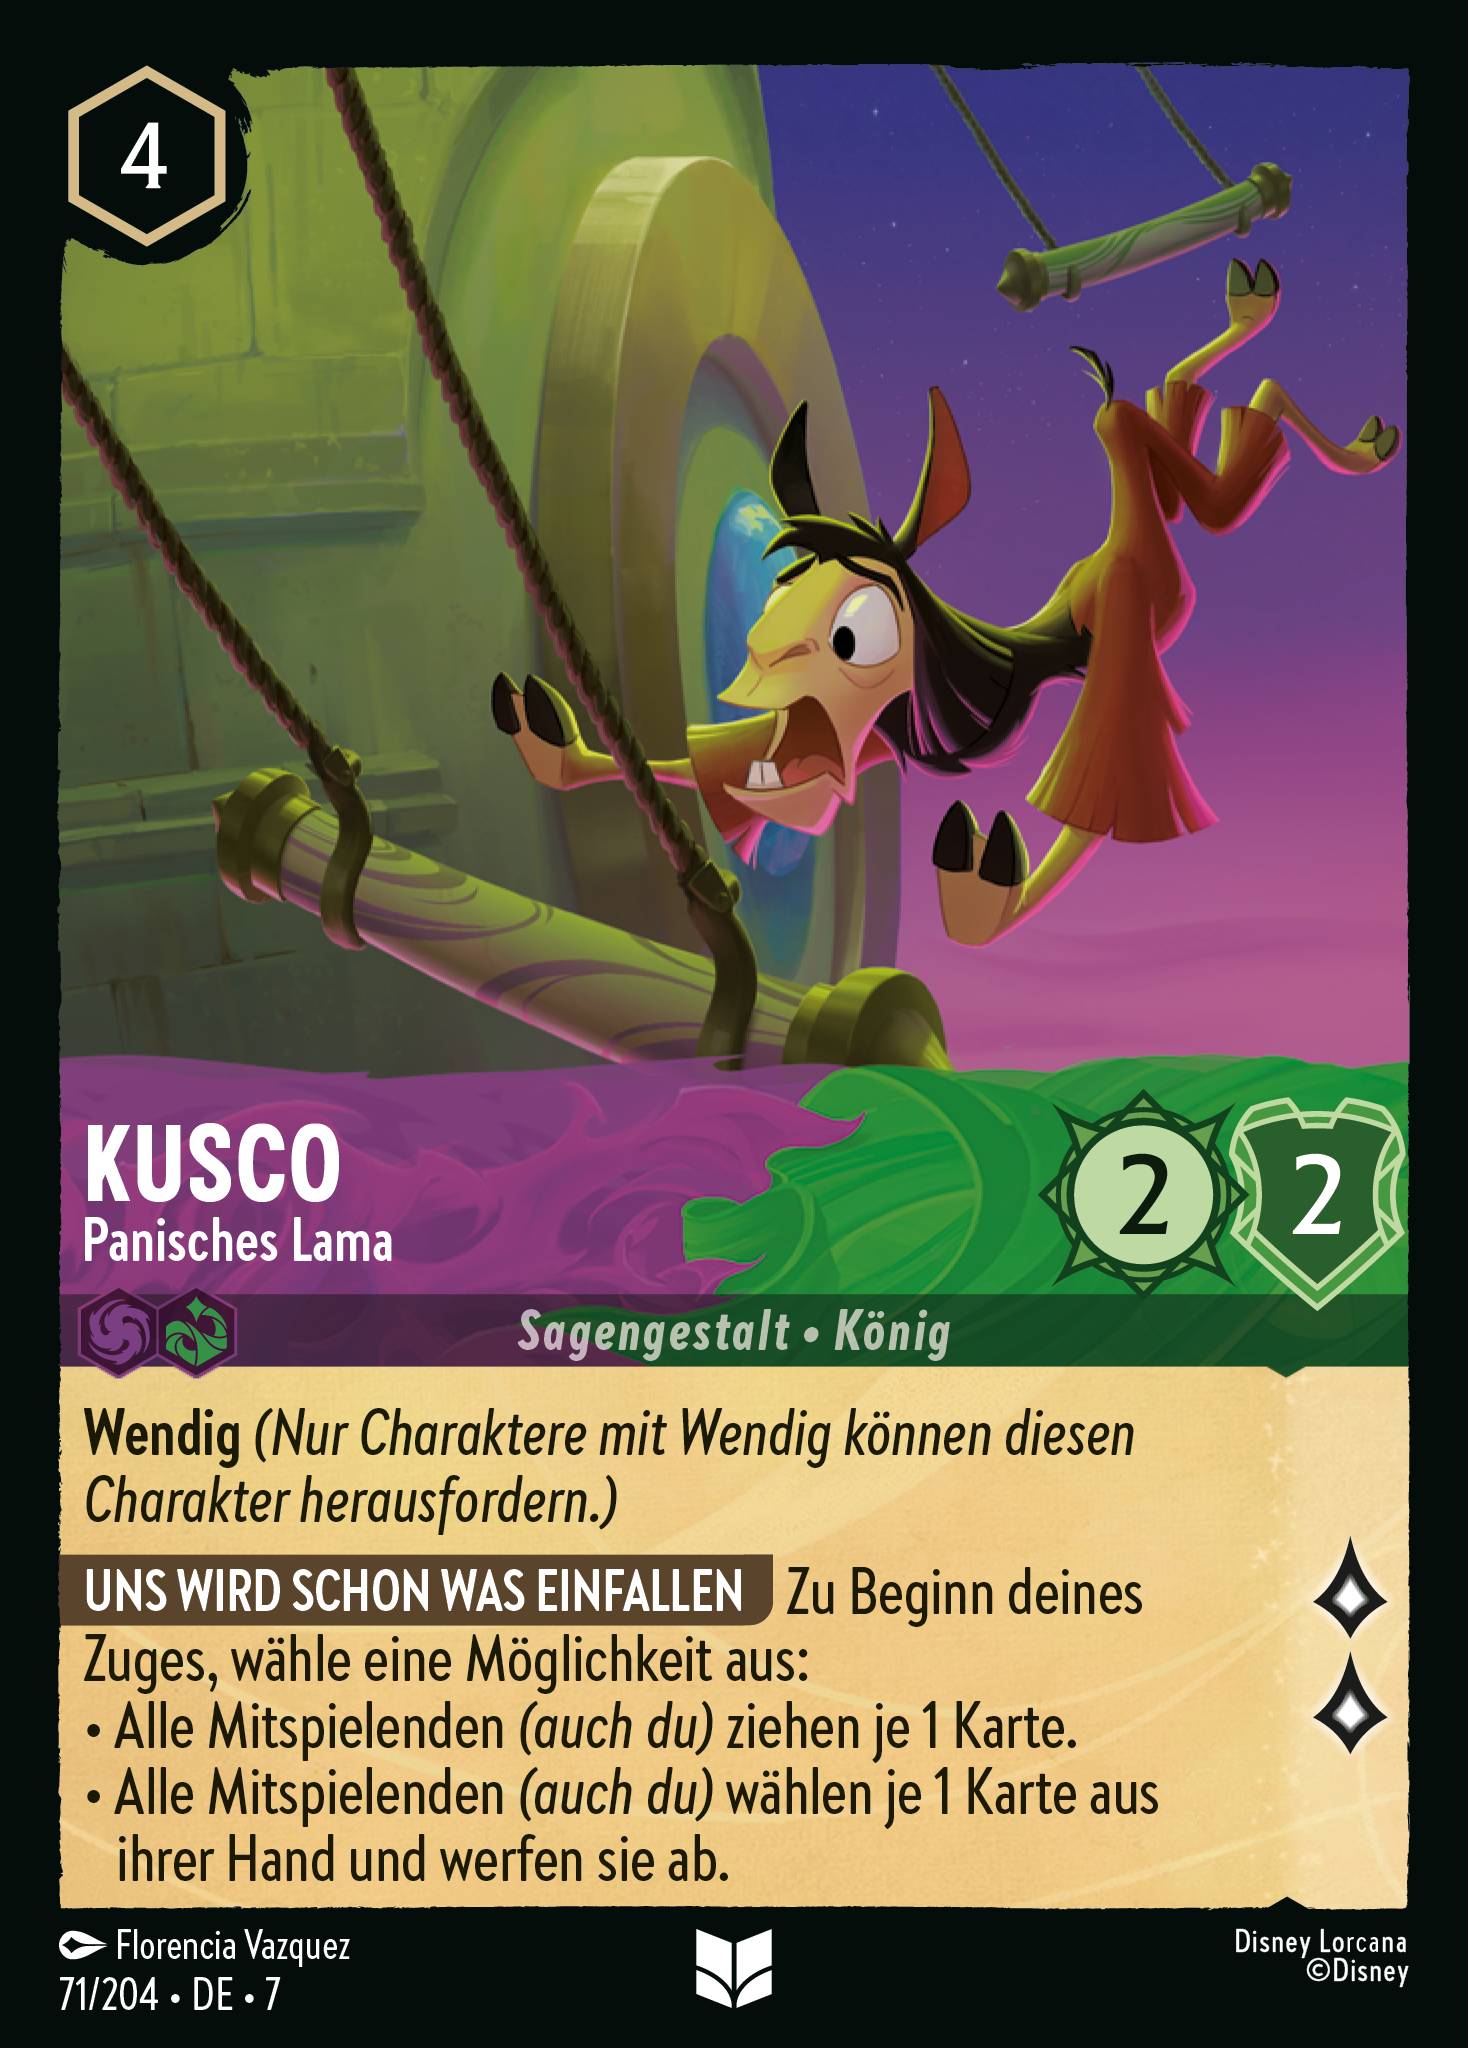 4
KUSCO
Panisches Lama
2
2
Sagengestalt • König
Wendig (Nur Charaktere mit Wendig können diesen
Charakter herausfordern.)
UNS WIRD SCHON WAS EINFALLEN Zu Beginn deines
Zuges, wähle eine Möglichkeit aus:
• Alle Mitspielenden (auch du) ziehen je 1 Karte.
• Alle Mitspielenden (auch du) wählen je 1 Karte aus
ihrer Hand und werfen sie ab.
Florencia Vazquez
71/204 • DE • 7
Disney Lorcana
©Disney